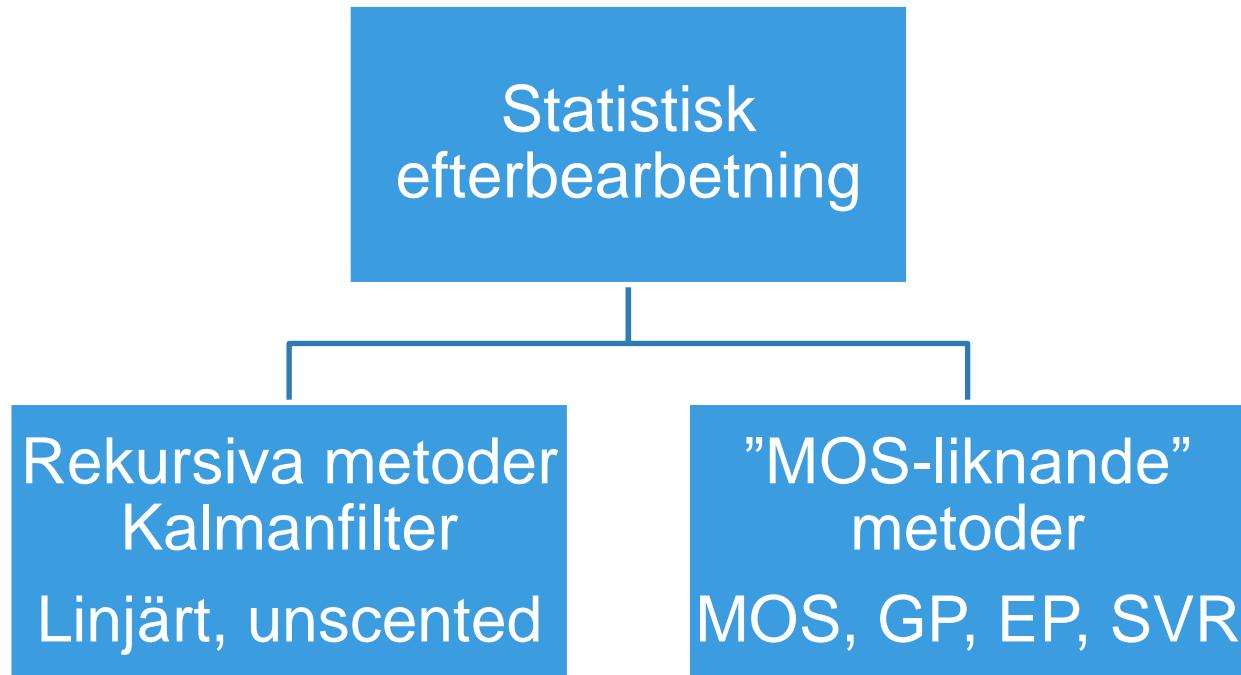 Statistisk
efterbearbetning
Rekursiva metoder
Kalmanfilter
Linjärt, unscented
”MOS-liknande”
metoder
MOS, GP, EP, SVR